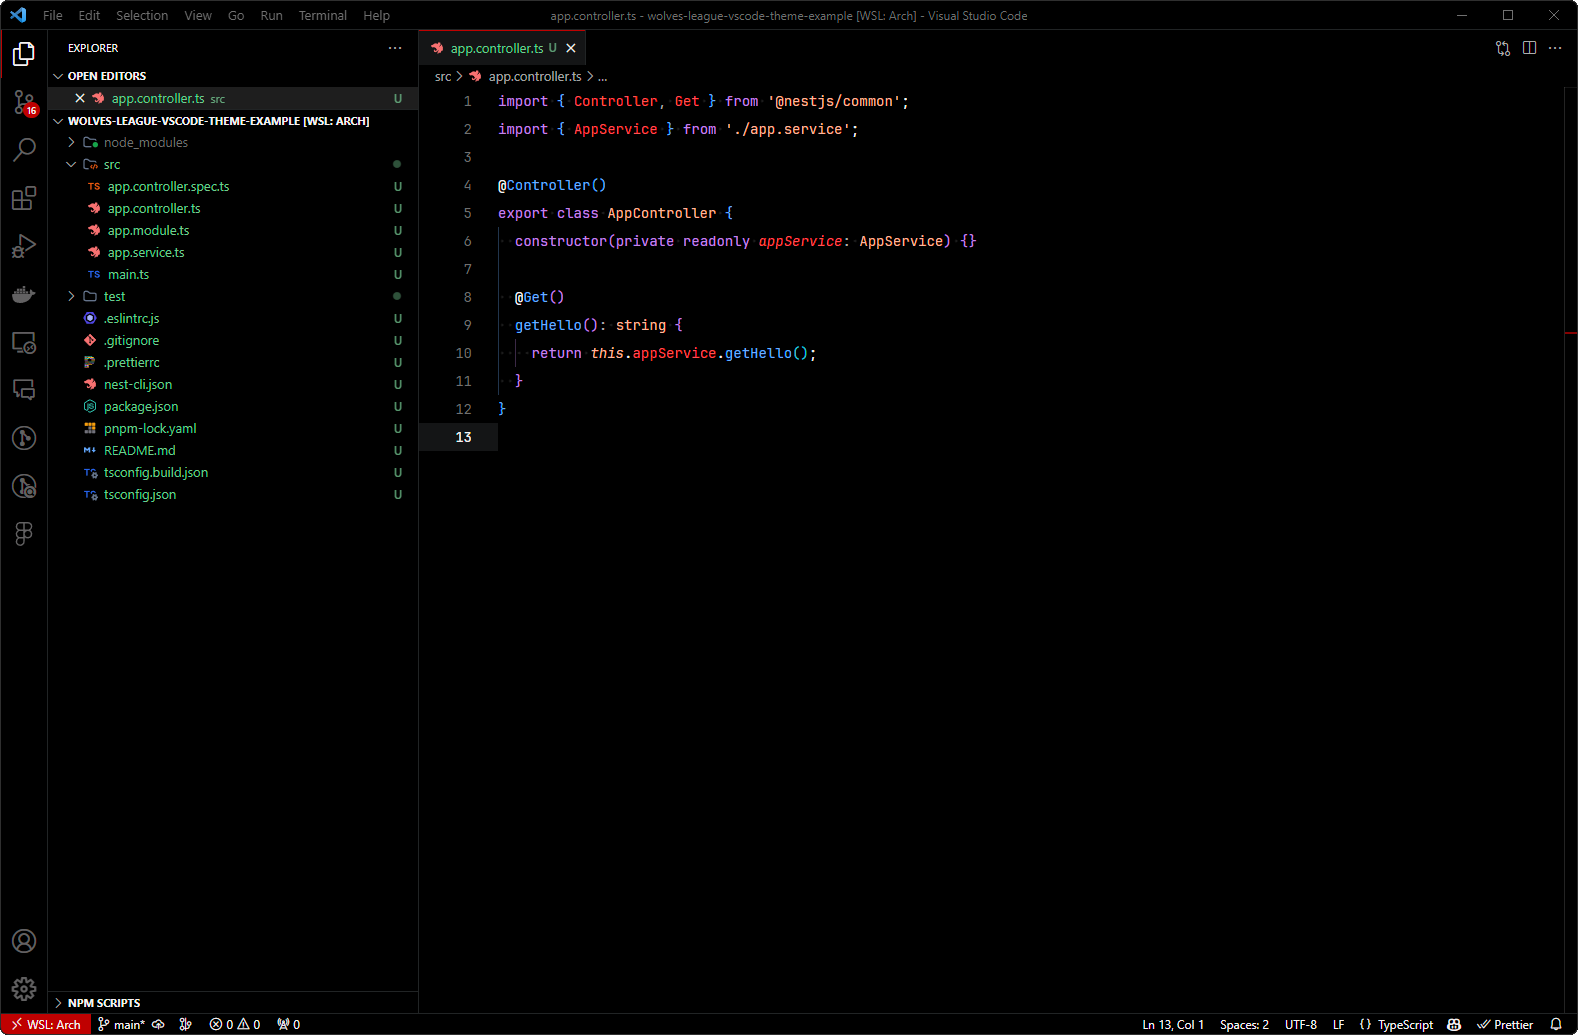 File Edit Selection View Go Run Terminal Help
app.controller.ts - wolves-league-vscode-theme-example [WSL: Arch] - Visual Studio Code
EXPLORER
OPEN EDITORS
app.controller.ts src U
WOLVES-LEAGUE-VSCODE-THEME-EXAMPLE [WSL: ARCH]
node_modules
src
TS app.controller.spec.ts U
app.controller.ts U
app.module.ts U
app.service.ts U
TS main.ts U
test
.eslintrc.js U
.gitignore U
.prettierrc U
nest-cli.json U
package.json U
pnpm-lock.yaml U
README.md U
tsconfig.build.json U
tsconfig.json U
NPM SCRIPTS
16
app.controller.ts U
src > app.controller.ts > ...
1 import { Controller, Get } from '@nestjs/common';
2 import { AppService } from './app.service';
3
4 @Controller()
5 export class AppController {
6 constructor(private readonly appService: AppService) {}
7
8 @Get()
9 getHello(): string {
10 return this.appService.getHello();
11 }
12 }
13
WSL: Arch main* 0 0 0 Ln 13, Col 1 Spaces: 2 UTF-8 LF {} TypeScript Prettier